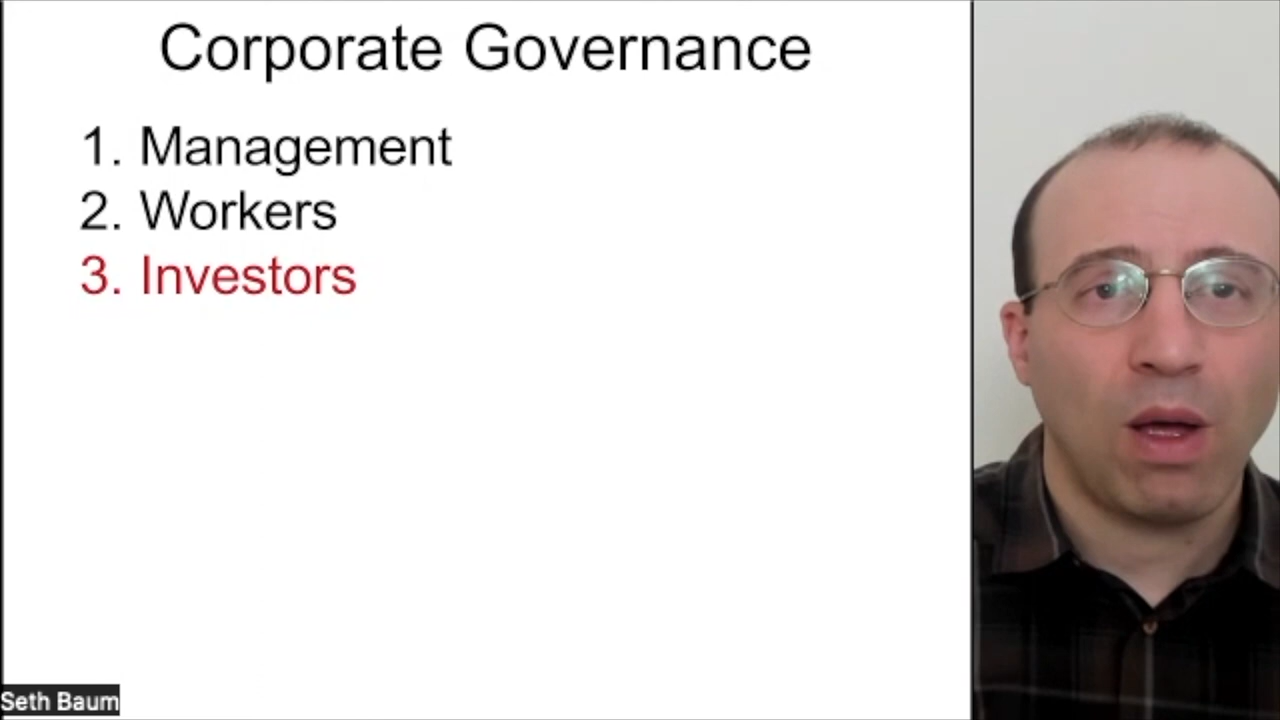 Corporate Governance
1. Management
2. Workers
3. Investors
Seth Baum